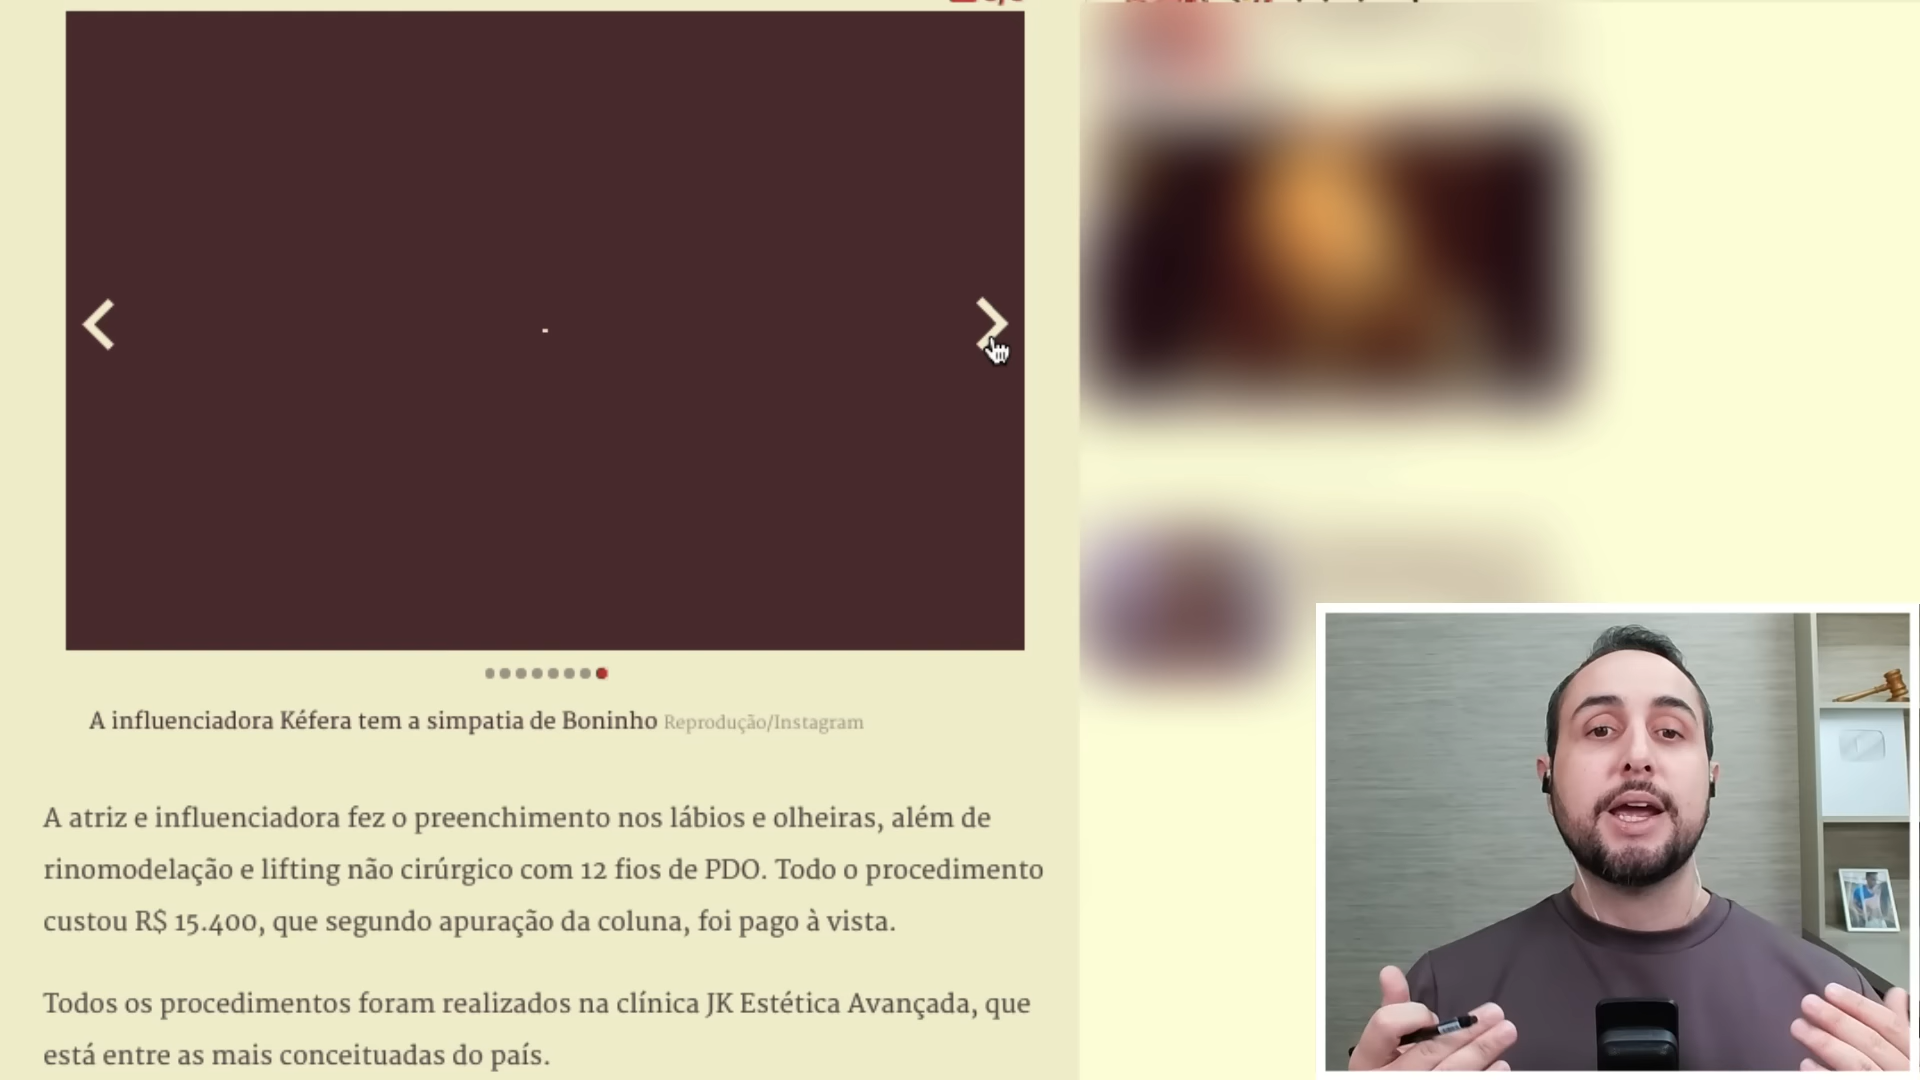 A influenciadora Kéfera tem a simpatia de Boninho Reprodução/Instagram
A atriz e influenciadora fez o preenchimento nos lábios e olheiras, além de
rinomodelação e lifting não cirúrgico com 12 fios de PDO. Todo o procedimento
custou R$ 15.400, que segundo apuração da coluna, foi pago à vista.
Todos os procedimentos foram realizados na clínica JK Estética Avançada, que
está entre as mais conceituadas do país.